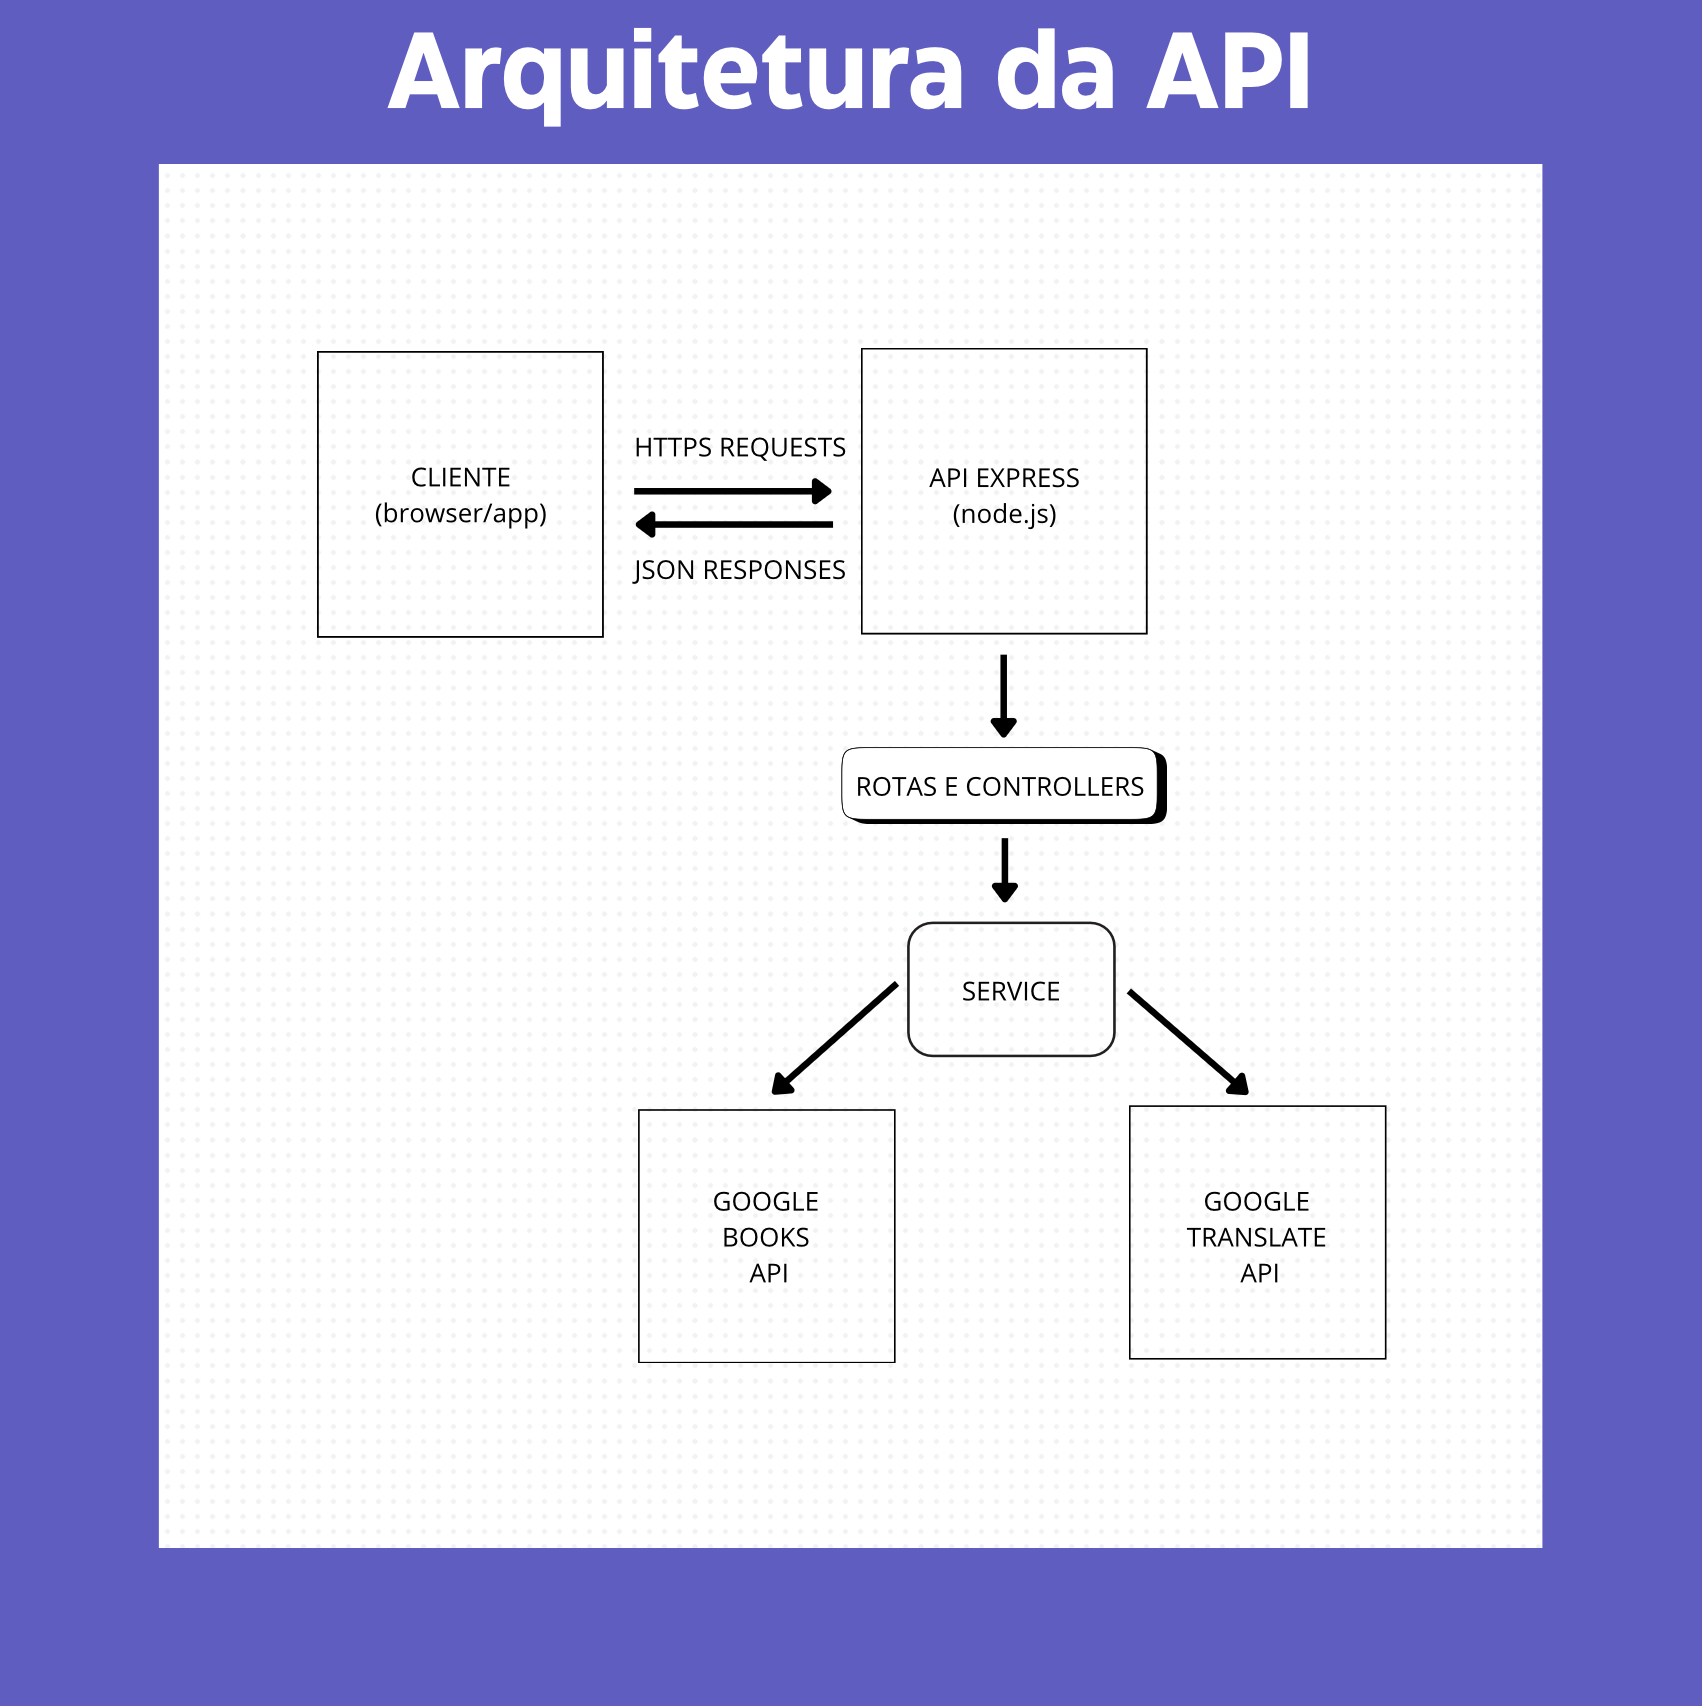 Arquitetura da API
CLIENTE
(browser/app)
HTTPS REQUESTS
JSON RESPONSES
API EXPRESS
(node.js)
ROTAS E CONTROLLERS
SERVICE
GOOGLE
BOOKS
API
GOOGLE
TRANSLATE
API